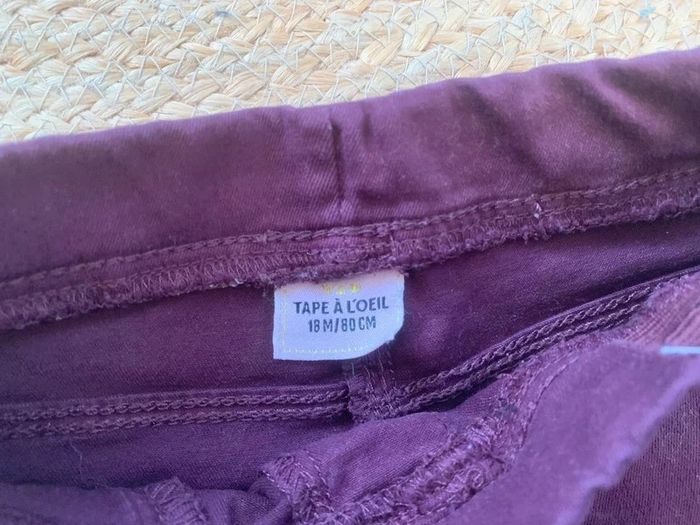 TAPE À L'OEIL
18 M/80 CM